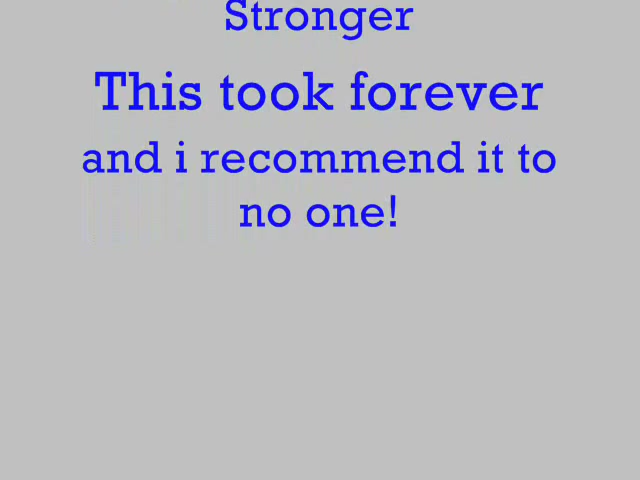 Stronger
This took forever
and i recommend it to
no one!